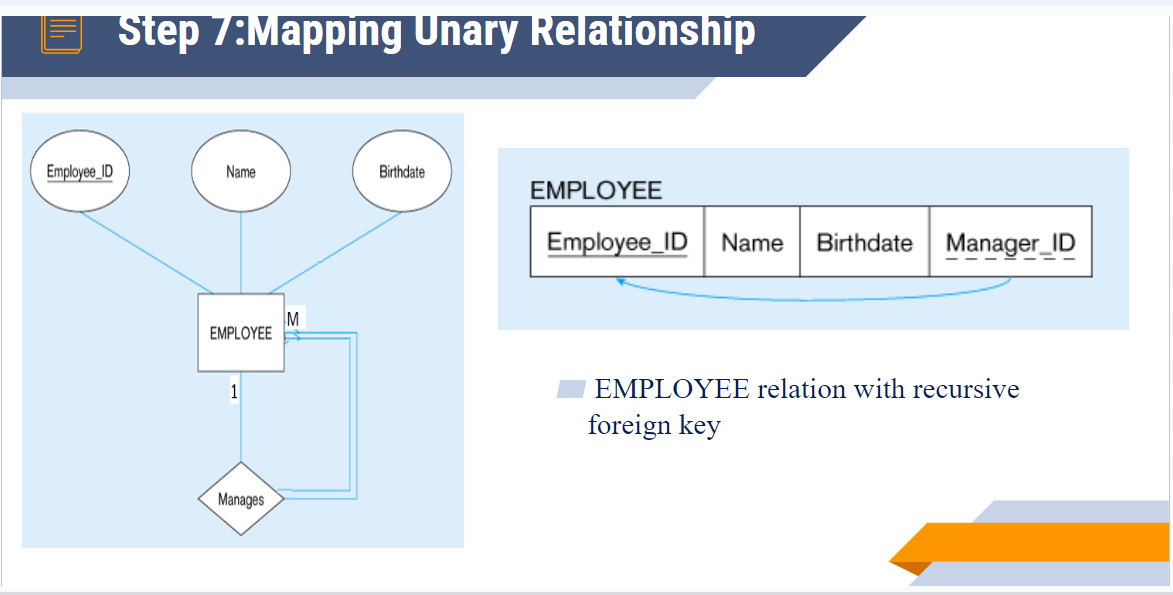 Step 7:Mapping Unary Relationship
Employee_ID
Name
Birthdate
EMPLOYEE
M
1
Manages
EMPLOYEE
Employee_ID Name Birthdate Manager_ID
EMPLOYEE relation with recursive
foreign key